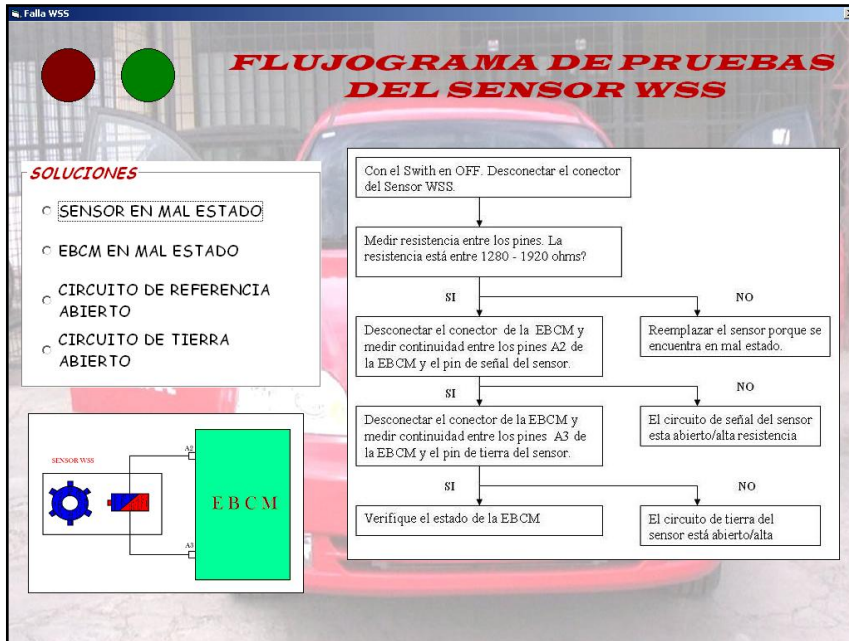 Falla WSS
FLUJOGRAMA DE PRUEBAS
DEL SENSOR WSS
SOLUCIONES
SENSOR EN MAL ESTADO
EBCM EN MAL ESTADO
CIRCUITO DE REFERENCIA
ABIERTO
CIRCUITO DE TIERRA
ABIERTO
Con el Swith en OFF. Desconectar el conector
del Sensor WSS.
Medir resistencia entre los pines. La
resistencia está entre 1280 - 1920 ohms?
SI
NO
Desconectar el conector de la EBCM y
medir continuidad entre los pines A2 de
la EBCM y el pin de señal del sensor.
Reemplazar el sensor porque se
encuentra en mal estado.
SI
NO
Desconectar el conector de la EBCM y
medir continuidad entre los pines A3 de
la EBCM y el pin de tierra del sensor.
El circuito de señal del sensor
esta abierto/alta resistencia
SI
NO
Verifique el estado de la EBCM
El circuito de tierra del
sensor está abierto/alta
SENSOR WSS
A2
EBCM
A3